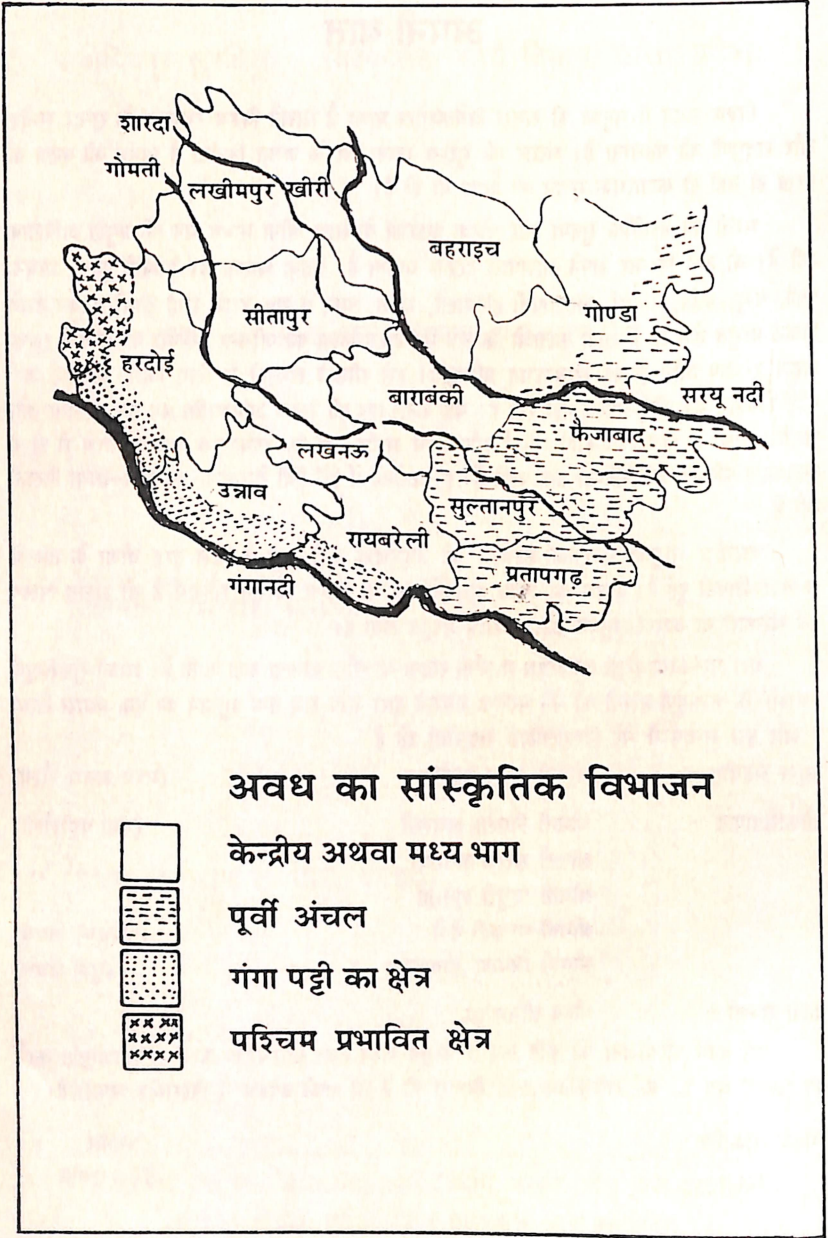 शारदा
गोमती
लखीमपुर खीरी
बहराइच
सीतापुर
गोण्डा
हरदोई
बाराबंकी
सरयू नदी
फैजाबाद
लखनऊ
उन्नाव
सुल्तानपुर
रायबरेली
गंगानदी
प्रतापगढ़
अवध का सांस्कृतिक विभाजन
केन्द्रीय अथवा मध्य भाग
पूर्वी अंचल
गंगा पट्टी का क्षेत्र
पश्चिम प्रभावित क्षेत्र